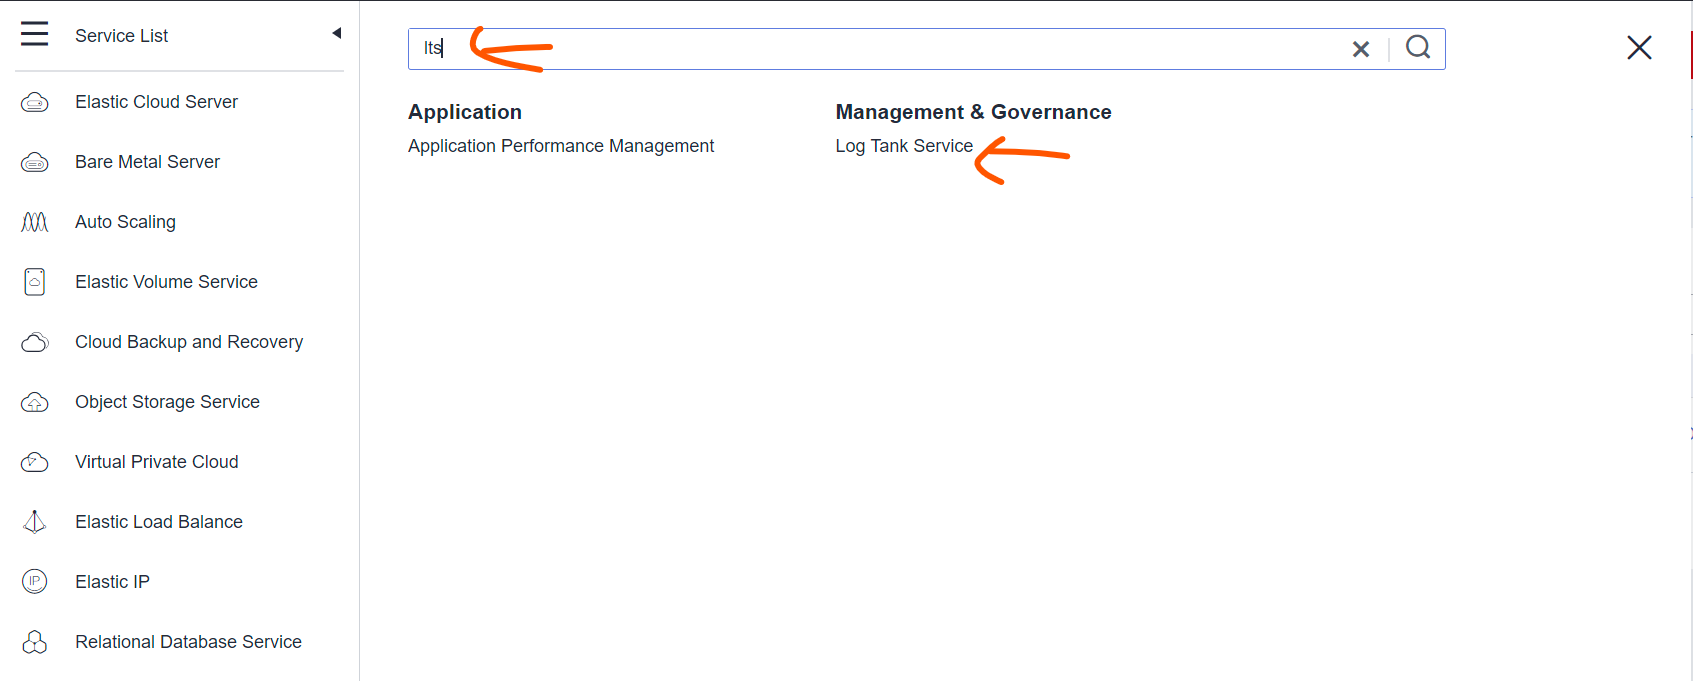 Service List
Elastic Cloud Server
Bare Metal Server
Auto Scaling
Elastic Volume Service
Cloud Backup and Recovery
Object Storage Service
Virtual Private Cloud
Elastic Load Balance
IP Elastic IP
Relational Database Service
lts
Application
Application Performance Management
Management & Governance
Log Tank Service